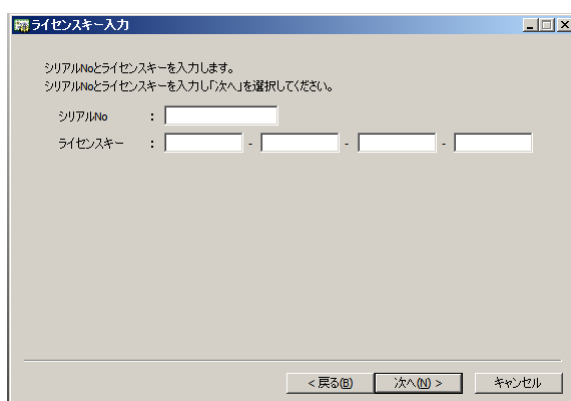 ライセンスキー入力
シリアルNoとライセンスキーを入力します。
シリアルNoとライセンスキーを入力し「次へ」を選択してください。
シリアルNo :
ライセンスキー : - - -
< 戻る(B) 次へ(N) > キャンセル